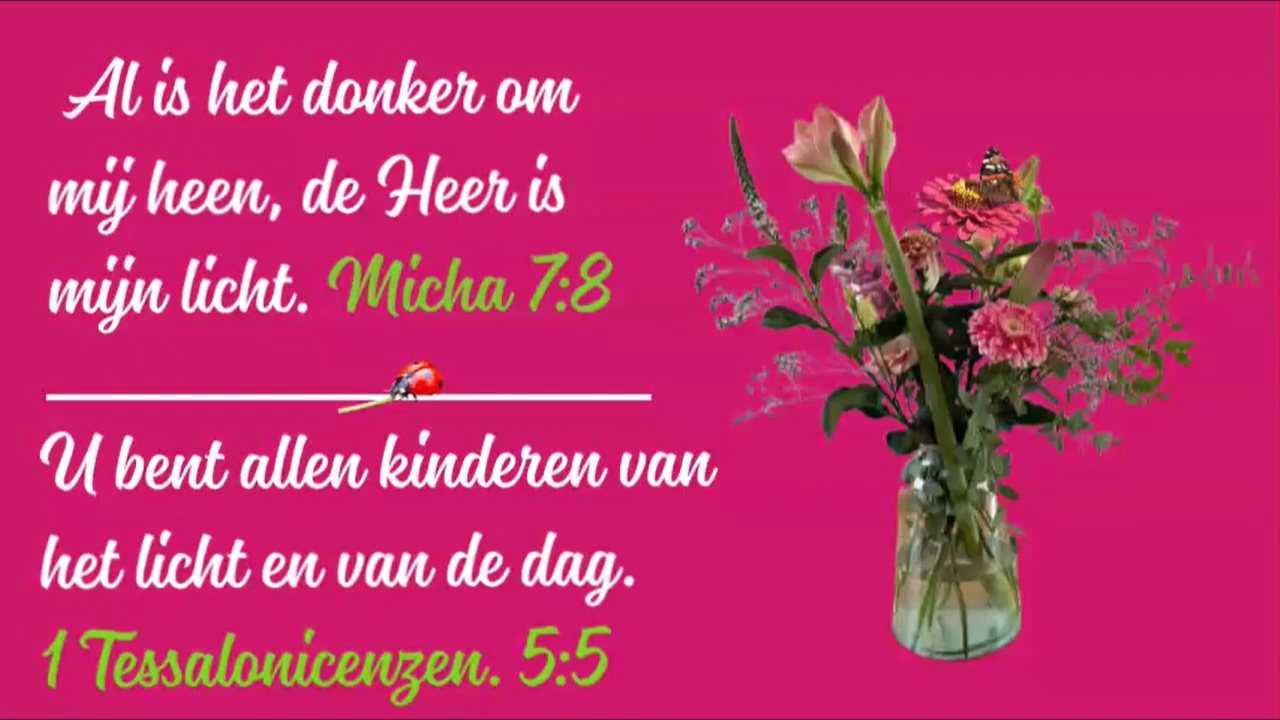 Al is het donker om
mij heen, de Heer is
mijn licht. Micha 7:8
U bent allen kinderen van
het licht en van de dag.
1 Tessalonicenzen. 5:5